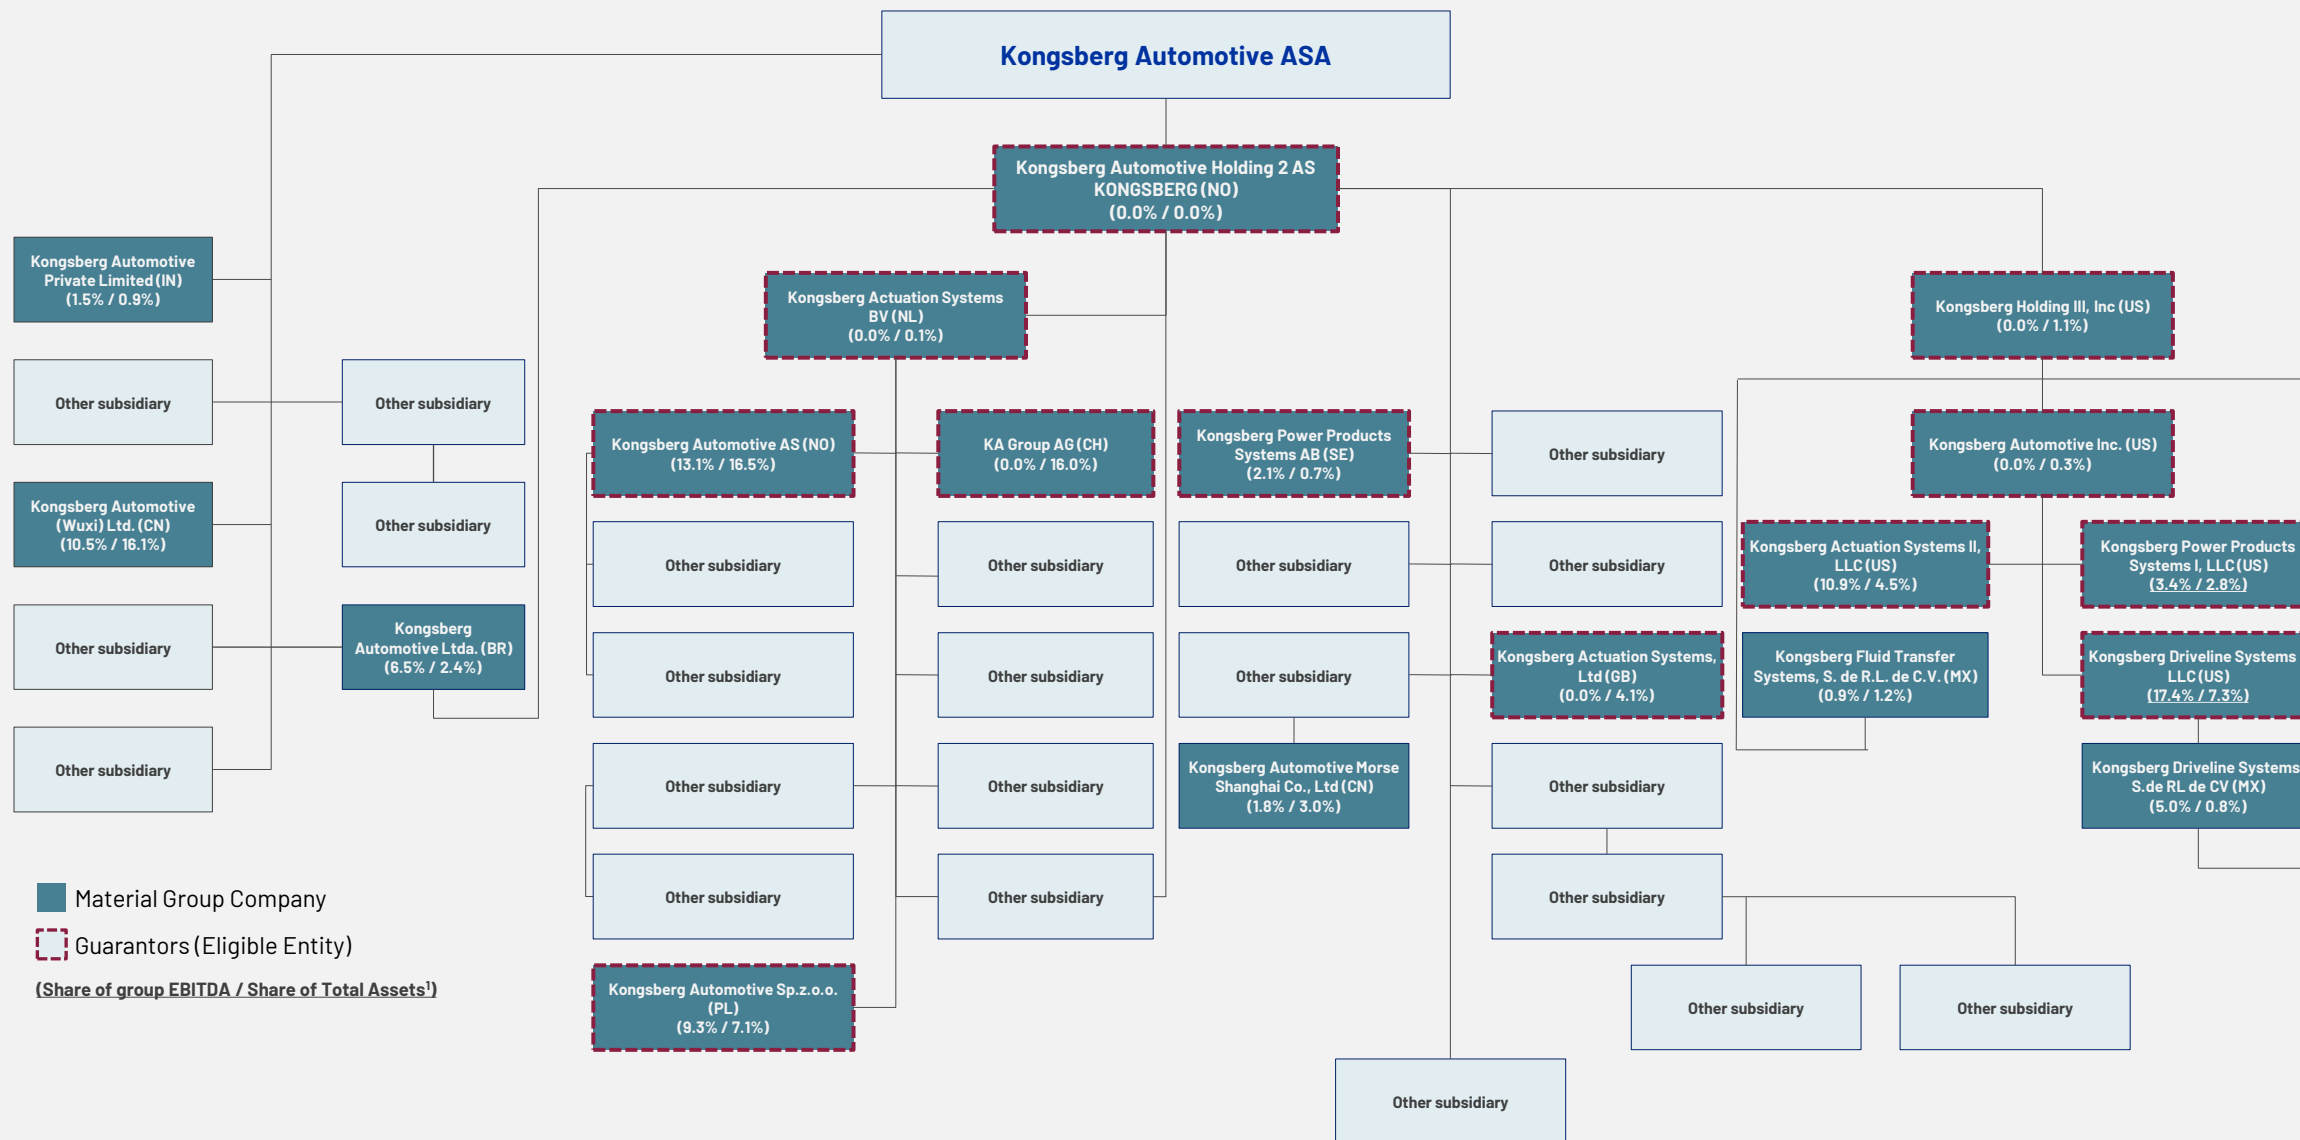 Kongsberg Automotive ASA
Kongsberg Automotive Holding 2 AS
KONGSBERG (NO)
(0.0% / 0.0%)
Kongsberg Automotive
Private Limited (IN)
(1.5% / 0.9%)
Kongsberg Actuation Systems
BV (NL)
(0.0% / 0.1%)
Kongsberg Holding III, Inc (US)
(0.0% / 1.1%)
Other subsidiary
Other subsidiary
Kongsberg Automotive AS (NO)
(13.1% / 16.5%)
KA Group AG (CH)
(0.0% / 16.0%)
Kongsberg Power Products
Systems AB (SE)
(2.1% / 0.7%)
Other subsidiary
Kongsberg Automotive Inc. (US)
(0.0% / 0.3%)
Kongsberg Automotive
(Wuxi) Ltd. (CN)
(10.5% / 16.1%)
Other subsidiary
Other subsidiary
Other subsidiary
Other subsidiary
Other subsidiary
Kongsberg Actuation Systems II,
LLC (US)
(10.9% / 4.5%)
Kongsberg Power Products
Systems I, LLC (US)
(3.4% / 2.8%)
Other subsidiary
Kongsberg
Automotive Ltda. (BR)
(6.5% / 2.4%)
Other subsidiary
Other subsidiary
Other subsidiary
Kongsberg Actuation Systems,
Ltd (GB)
(0.0% / 4.1%)
Kongsberg Fluid Transfer
Systems, S. de R.L. de C.V. (MX)
(0.9% / 1.2%)
Kongsberg Driveline Systems
LLC (US)
(17.4% / 7.3%)
Other subsidiary
Other subsidiary
Other subsidiary
Kongsberg Automotive Morse
Shanghai Co., Ltd (CN)
(1.8% / 3.0%)
Other subsidiary
Kongsberg Driveline Systems
S.de RL de CV (MX)
(5.0% / 0.8%)
Other subsidiary
Other subsidiary
Other subsidiary
Material Group Company
Guarantors (Eligible Entity)
(Share of group EBITDA / Share of Total Assets¹)
Kongsberg Automotive Sp.z.o.o.
(PL)
(9.3% / 7.1%)
Other subsidiary
Other subsidiary
Other subsidiary